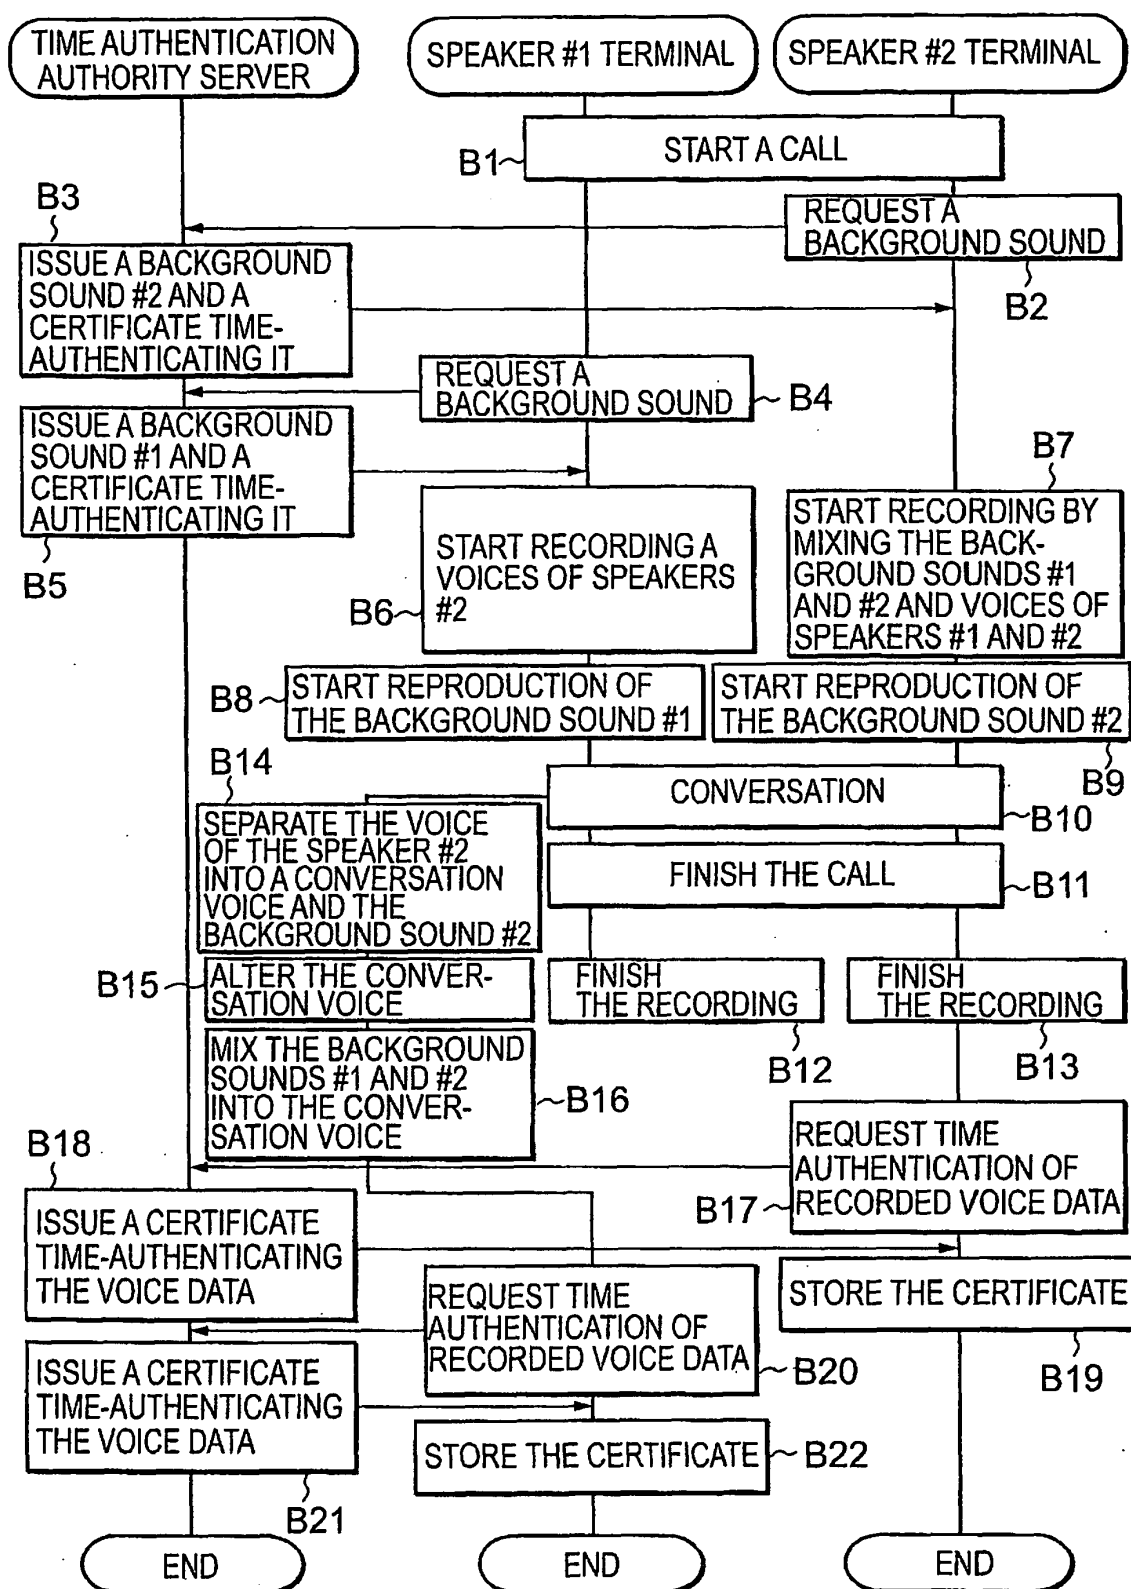 TIME AUTHENTICATION
AUTHORITY SERVER
SPEAKER #1 TERMINAL
SPEAKER #2 TERMINAL
B1
START A CALL
B3
REQUEST A
BACKGROUND SOUND
B2
ISSUE A BACKGROUND
SOUND #2 AND A
CERTIFICATE TIME-
AUTHENTICATING IT
REQUEST A
BACKGROUND SOUND
B4
ISSUE A BACKGROUND
SOUND #1 AND A
CERTIFICATE TIME-
AUTHENTICATING IT
B5
B7
START RECORDING A
VOICES OF SPEAKERS
#2
B6
START RECORDING BY
MIXING THE BACK-
GROUND SOUNDS #1
AND #2 AND VOICES OF
SPEAKERS #1 AND #2
B8
START REPRODUCTION OF
THE BACKGROUND SOUND #1
START REPRODUCTION OF
THE BACKGROUND SOUND #2
B9
B14
CONVERSATION
B10
SEPARATE THE VOICE
OF THE SPEAKER #2
INTO A CONVERSATION
VOICE AND THE
BACKGROUND SOUND #2
FINISH THE CALL
B11
B15
ALTER THE CONVER-
SATION VOICE
FINISH
THE RECORDING
B12
FINISH
THE RECORDING
B13
MIX THE BACKGROUND
SOUNDS #1 AND #2
INTO THE CONVER-
SATION VOICE
B16
B18
REQUEST TIME
AUTHENTICATION OF
RECORDED VOICE DATA
B17
ISSUE A CERTIFICATE
TIME-AUTHENTICATING
THE VOICE DATA
STORE THE CERTIFICATE
B19
REQUEST TIME
AUTHENTICATION OF
RECORDED VOICE DATA
B20
ISSUE A CERTIFICATE
TIME-AUTHENTICATING
THE VOICE DATA
B21
STORE THE CERTIFICATE
B22
END
END
END